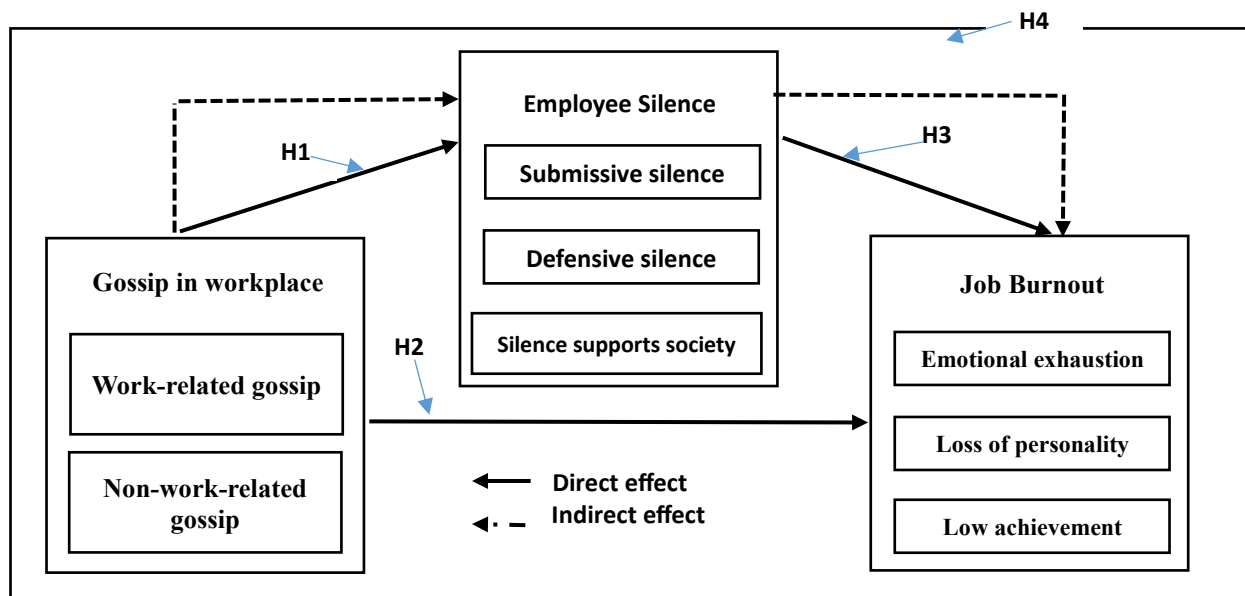 H4
Employee Silence
H1
H3
Submissive silence
Defensive silence
Silence supports society
Gossip in workplace
Work-related gossip
Non-work-related
gossip
H2
Job Burnout
Emotional exhaustion
Loss of personality
Low achievement
Direct effect
Indirect effect